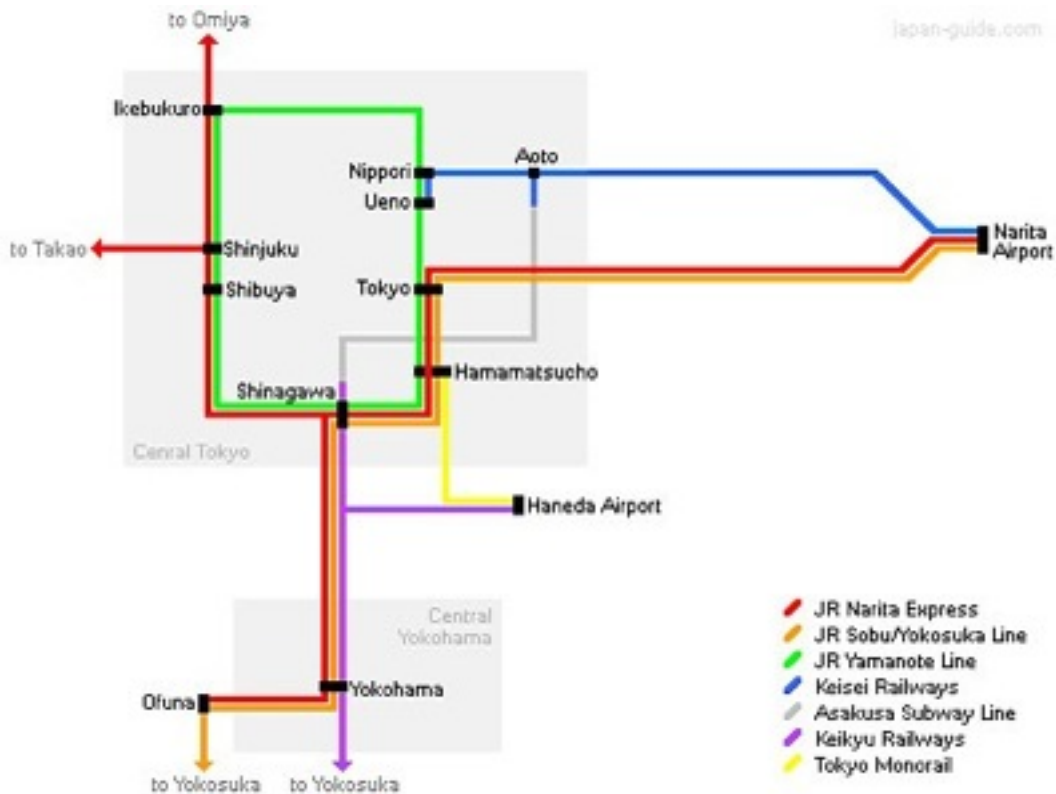 to Omiya
japan-guide.com
Ikebukuro
Nippori
Aoto
Ueno
to Takao
Shinjuku
Narita
Airport
Shibuya
Tokyo
Hamamatsucho
Shinagawa
Cenral Tokyo
Haneda Airport
Central
Yokohama
JR Narita Express
JR Sobu/Yokosuka Line
JR Yamanote Line
Keisei Railways
Asakusa Subway Line
Keikyu Railways
Tokyo Monorail
Yokohama
Ofuna
to Yokosuka
to Yokosuka